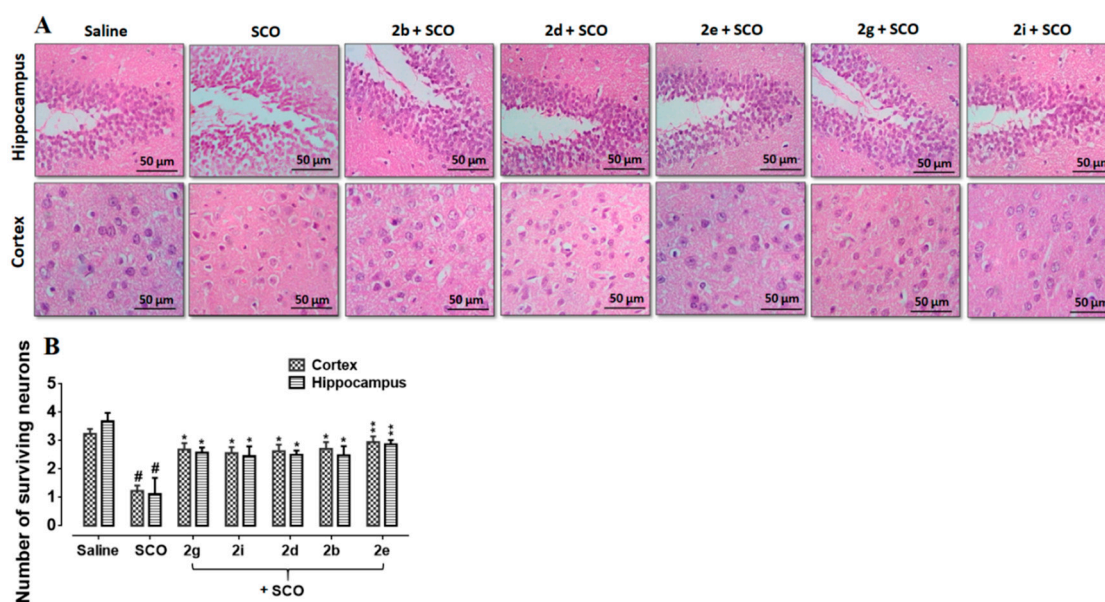 A
Saline SCO 2b + SCO 2d + SCO 2e + SCO 2g + SCO 2i + SCO
Hippocampus
50 µm 50 µm 50 µm 50 µm 50 µm 50 µm 50 µm
Cortex
50 µm 50 µm 50 µm 50 µm 50 µm 50 µm 50 µm
B
Cortex
Hippocampus
Number of surviving neurons
5
4
3
2
1
0
# #
* * * * * * * * ** **
Saline SCO 2g 2i 2d 2b 2e
+ SCO